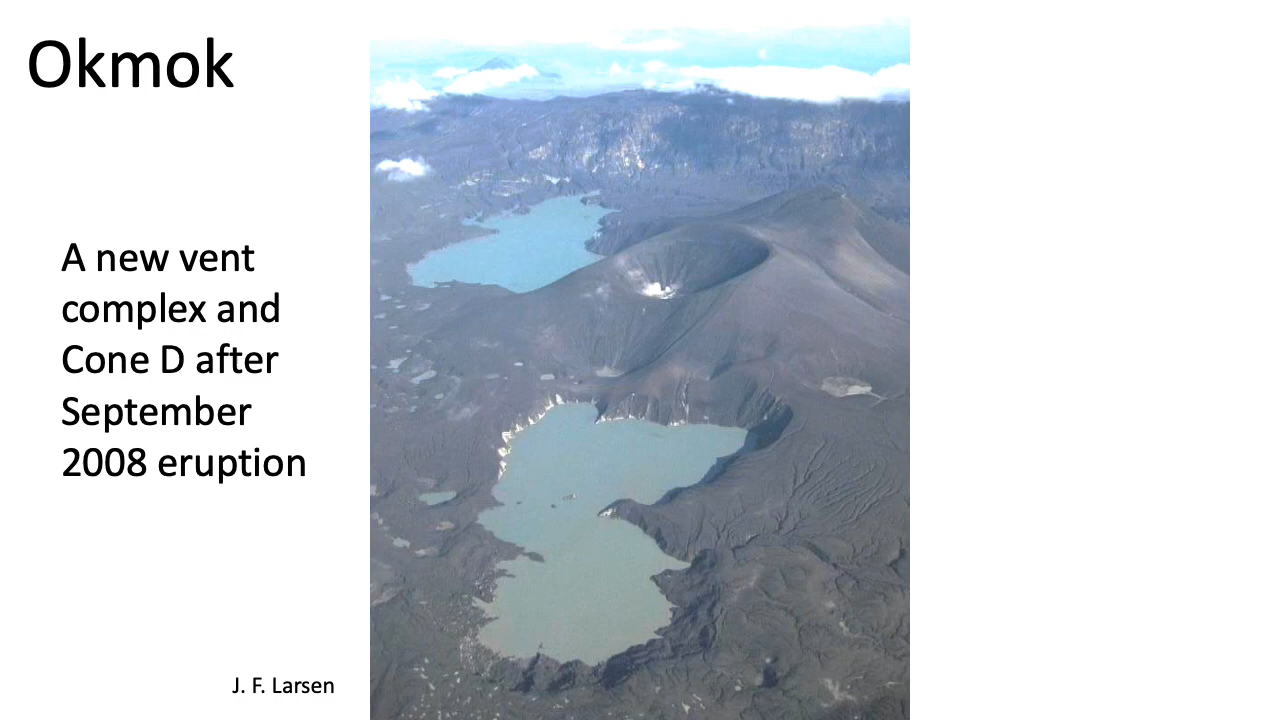 Okmok
A new vent
complex and
Cone D after
September
2008 eruption
J. F. Larsen